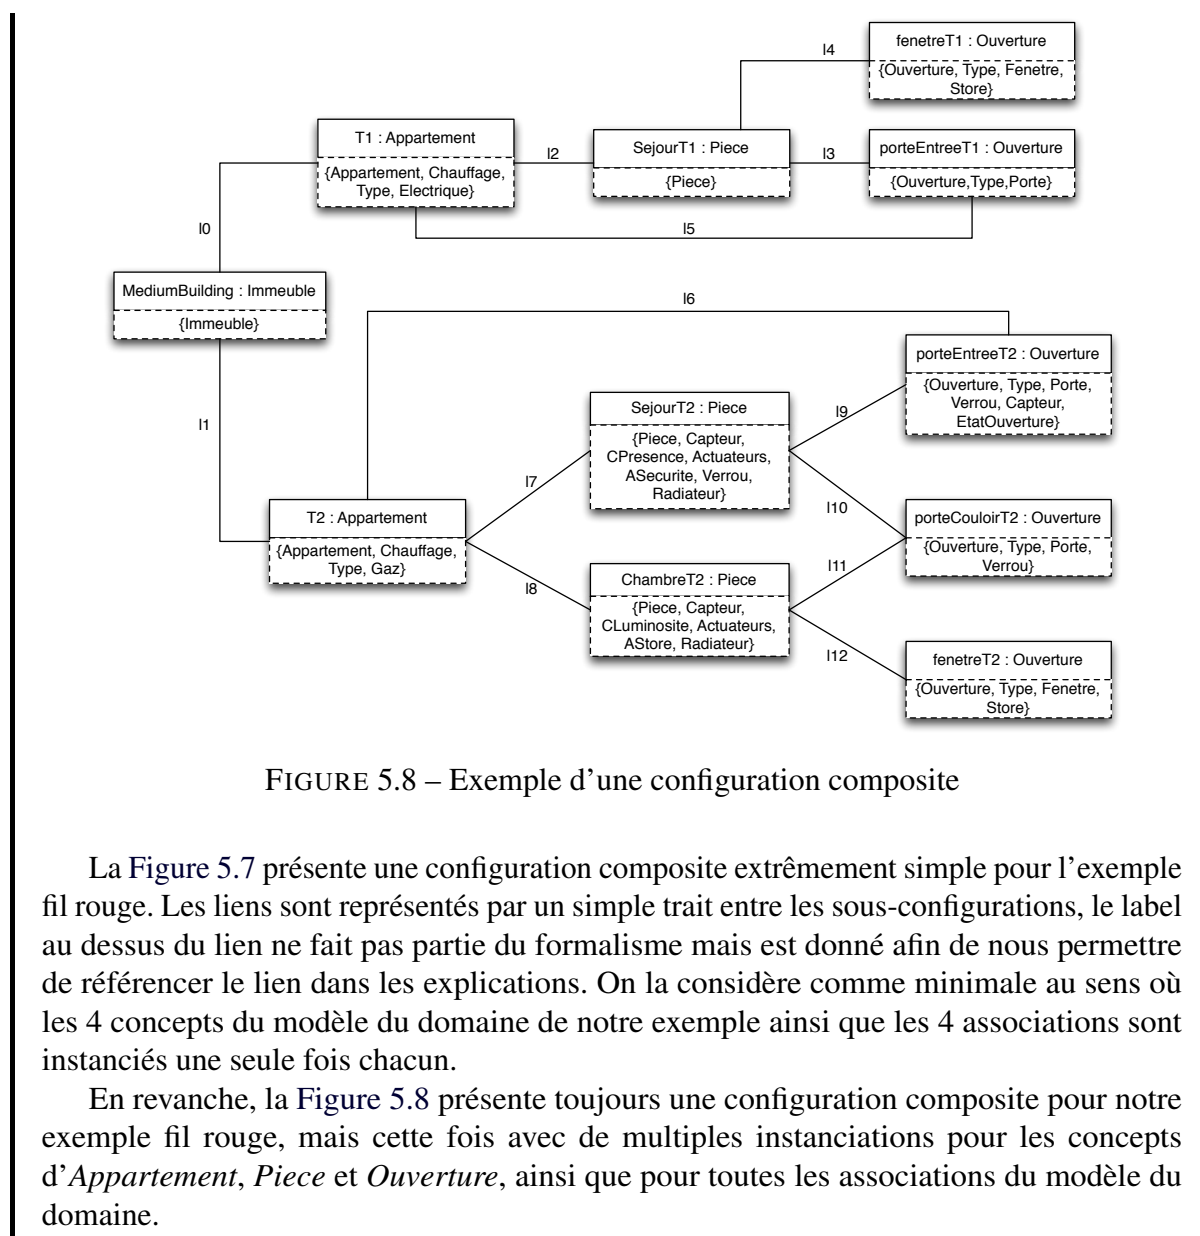 fenetreT1 : Ouverture
{Ouverture, Type, Fenetre,
Store}
l4
T1 : Appartement
{Appartement, Chauffage,
Type, Electrique}
l2
SejourT1 : Piece
{Piece}
l3
porteEntreeT1 : Ouverture
{Ouverture,Type,Porte}
l0
l5
MediumBuilding : Immeuble
{Immeuble}
l6
l1
porteEntreeT2 : Ouverture
{Ouverture, Type, Porte,
Verrou, Capteur,
EtatOuverture}
SejourT2 : Piece
{Piece, Capteur,
CPresence, Actuateurs,
ASecurite, Verrou,
Radiateur}
l9
l7
l10
T2 : Appartement
{Appartement, Chauffage,
Type, Gaz}
porteCouloirT2 : Ouverture
{Ouverture, Type, Porte,
Verrou}
l8
l11
ChambreT2 : Piece
{Piece, Capteur,
CLuminosite, Actuateurs,
AStore, Radiateur}
l12
fenetreT2 : Ouverture
{Ouverture, Type, Fenetre,
Store}
FIGURE 5.8 – Exemple d'une configuration composite
La Figure 5.7 présente une configuration composite extrêmement simple pour l'exemple
fil rouge. Les liens sont représentés par un simple trait entre les sous-configurations, le label
au dessus du lien ne fait pas partie du formalisme mais est donné afin de nous permettre
de référencer le lien dans les explications. On la considère comme minimale au sens où
les 4 concepts du modèle du domaine de notre exemple ainsi que les 4 associations sont
instanciés une seule fois chacun.
En revanche, la Figure 5.8 présente toujours une configuration composite pour notre
exemple fil rouge, mais cette fois avec de multiples instanciations pour les concepts
d'Appartement, Piece et Ouverture, ainsi que pour toutes les associations du modèle du
domaine.